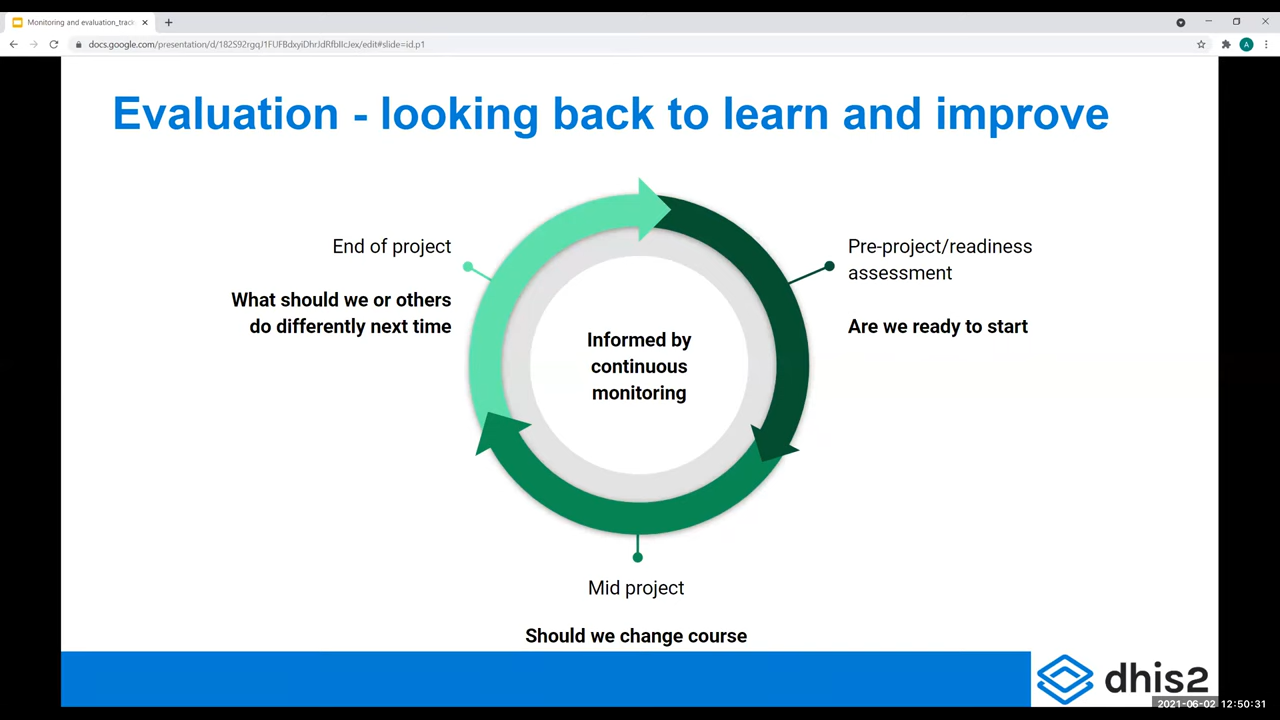 Monitoring and evaluation_track
docs.google.com/presentation/d/182S92rgqJ1FUFBdxyiDhrJdRfbIIcJex/edit#slide=id.p1
A
Evaluation - looking back to learn and improve
End of project
What should we or others
do differently next time
Pre-project/readiness
assessment
Are we ready to start
Informed by
continuous
monitoring
Mid project
Should we change course
dhis2
2021-06-02 12:50:31